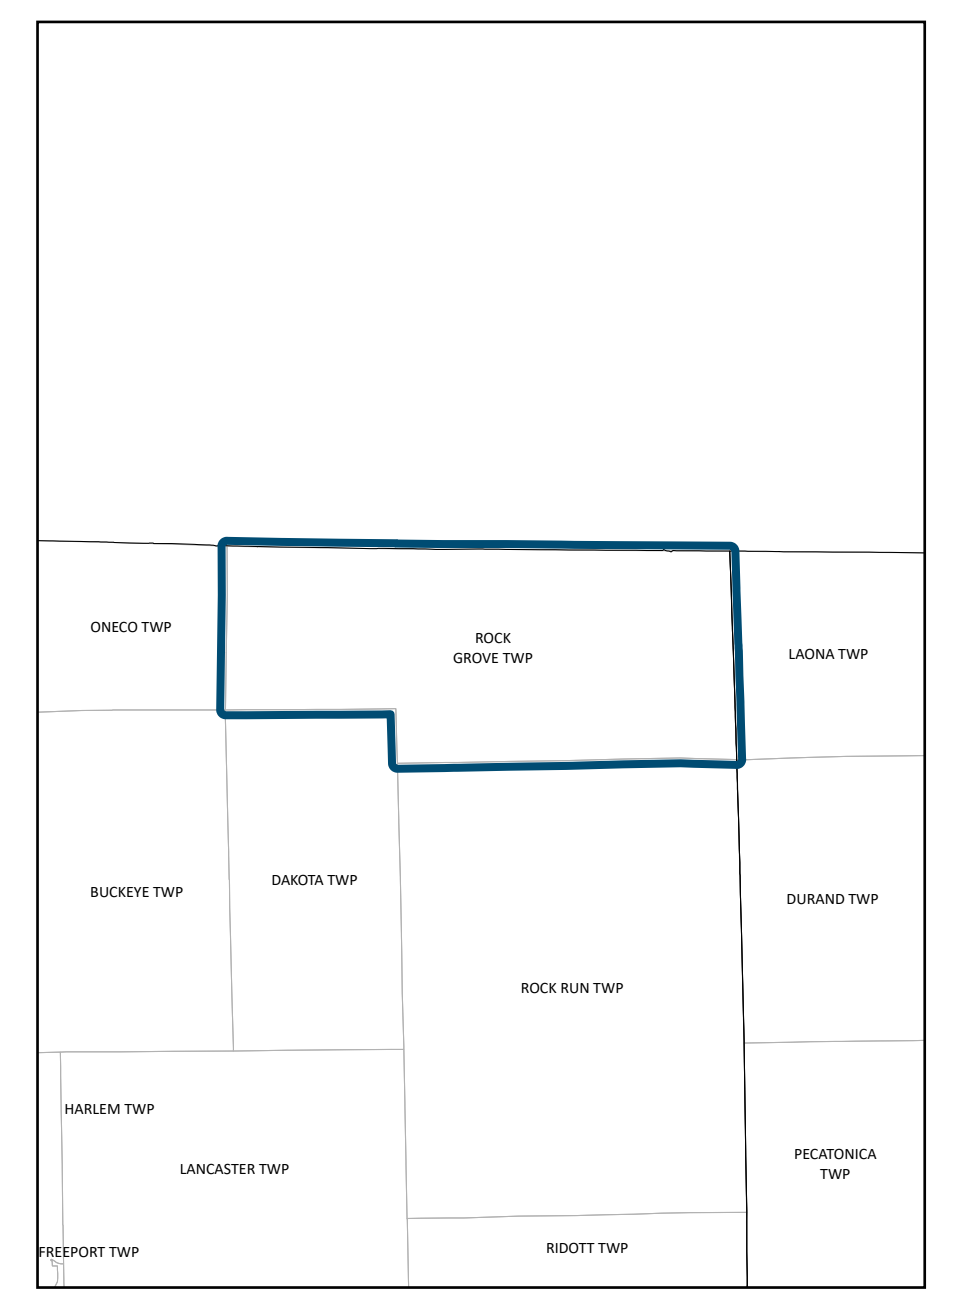 ONECO TWP
ROCK
GROVE TWP
LAONA TWP
BUCKEYE TWP
DAKOTA TWP
DURAND TWP
ROCK RUN TWP
HARLEM TWP
LANCASTER TWP
PECATONICA
TWP
FREEPORT TWP
RIDOTT TWP